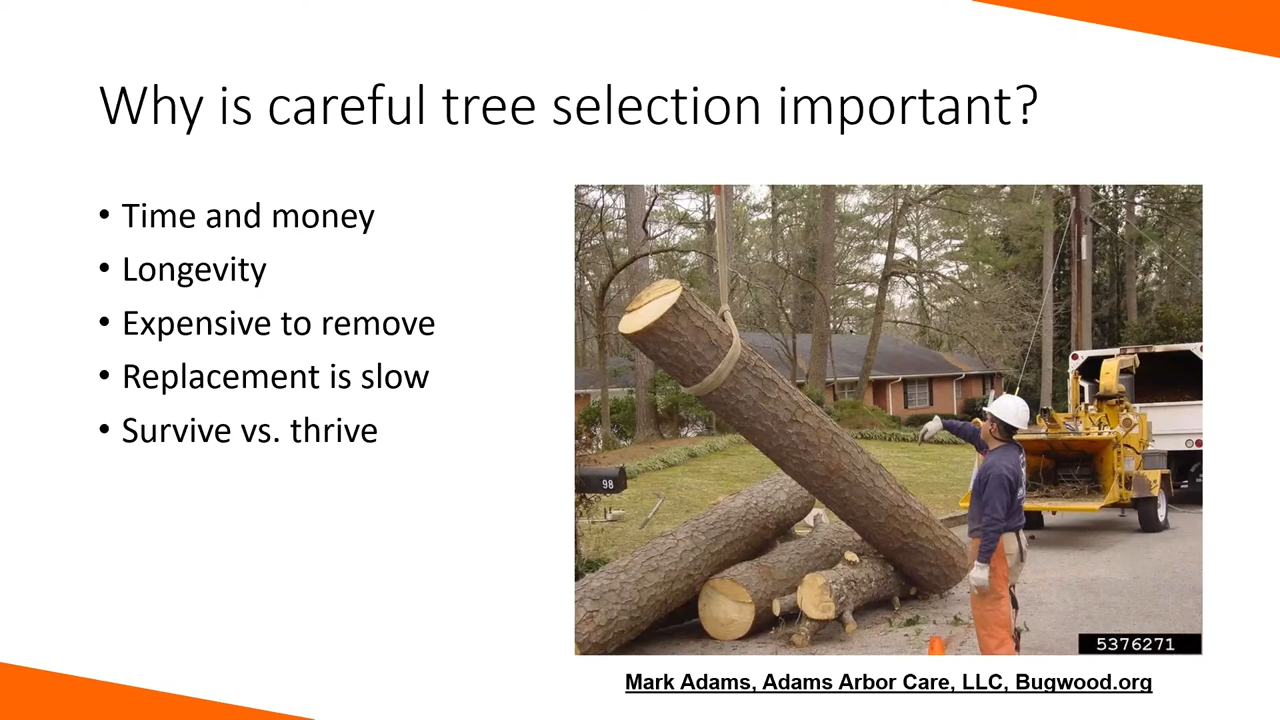 Why is careful tree selection important?
• Time and money
• Longevity
• Expensive to remove
• Replacement is slow
• Survive vs. thrive
98
5376271
Mark Adams, Adams Arbor Care, LLC, Bugwood.org